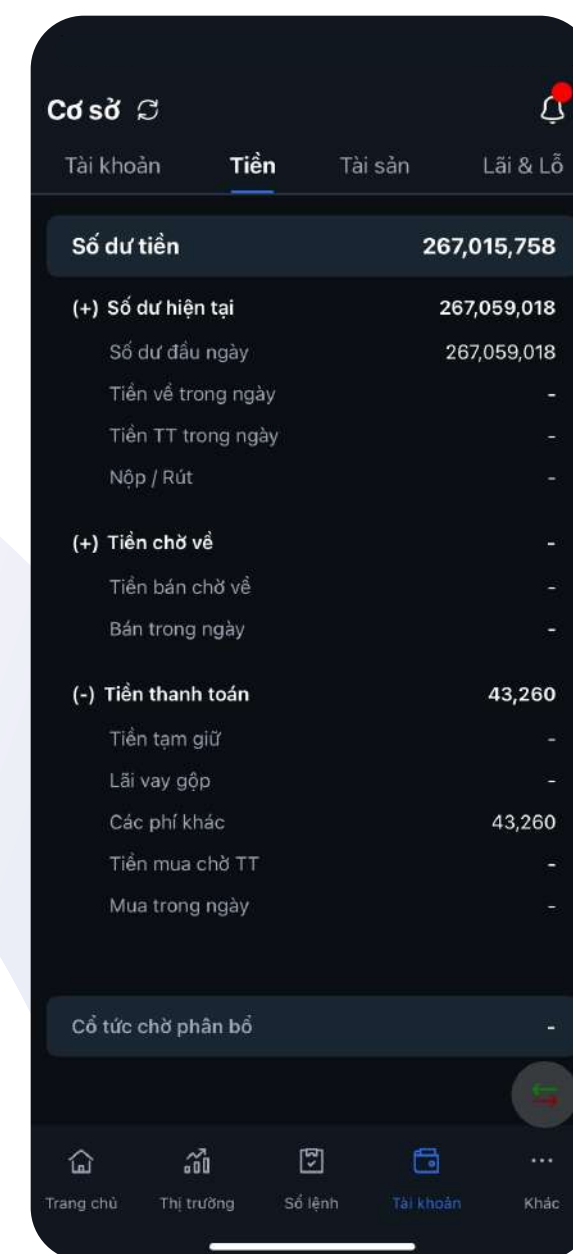 Cơ sở
Tài khoản Tiền Tài sản Lãi & Lỗ
Số dư tiền 267,015,758
(+) Số dư hiện tại 267,059,018
Số dư đầu ngày 267,059,018
Tiền về trong ngày -
Tiền TT trong ngày -
Nộp / Rút -
(+) Tiền chờ về -
Tiền bán chờ về -
Bán trong ngày -
(-) Tiền thanh toán 43,260
Tiền tạm giữ -
Lãi vay gộp -
Các phí khác 43,260
Tiền mua chờ TT -
Mua trong ngày -
Cổ tức chờ phân bổ -
Trang chủ Thị trường Sổ lệnh Tài khoản Khác